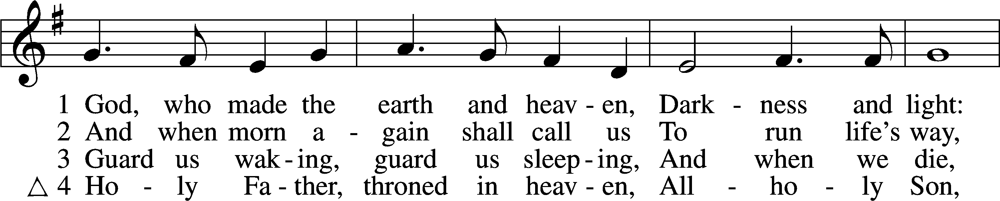 1 God, who made the earth and heav - en, Dark - ness and light:
2 And when morn a - gain shall call us To run life's way,
3 Guard us wak - ing, guard us sleep - ing, And when we die,
△ 4 Ho - ly Fa - ther, throned in heav - en, All - ho - ly Son,